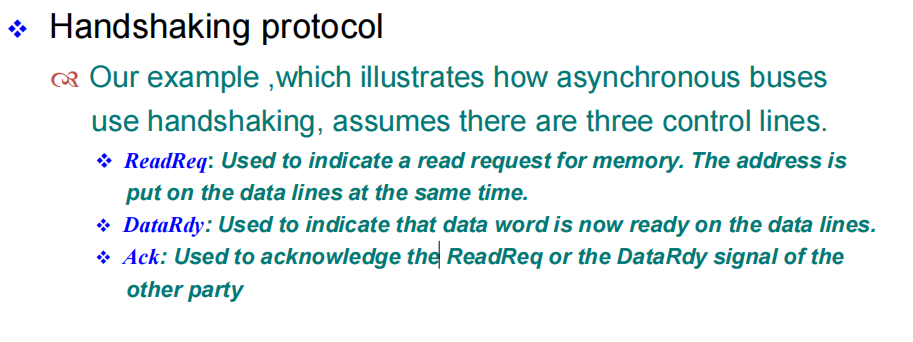 Handshaking protocol
Our example ,which illustrates how asynchronous buses
use handshaking, assumes there are three control lines.
ReadReq: Used to indicate a read request for memory. The address is
put on the data lines at the same time.
DataRdy: Used to indicate that data word is now ready on the data lines.
Ack: Used to acknowledge the ReadReq or the DataRdy signal of the
other party